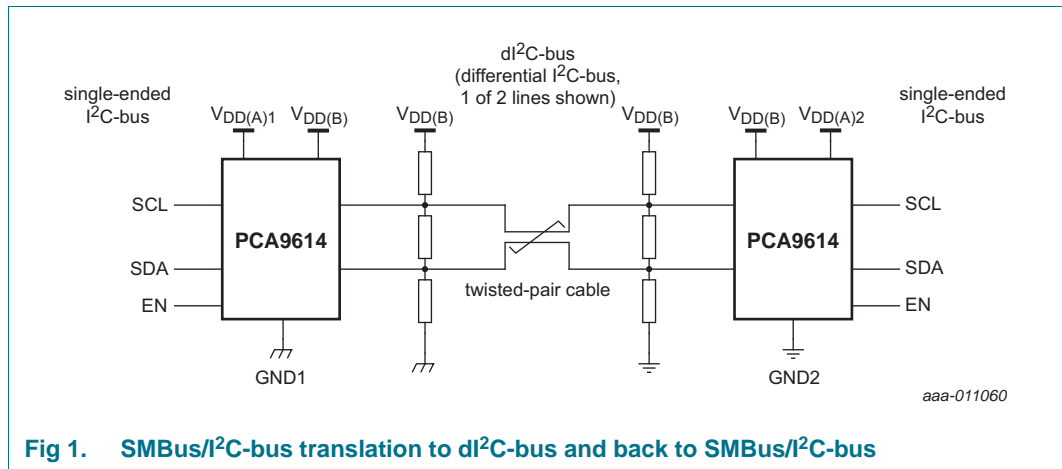 dI²C-bus
(differential I²C-bus,
1 of 2 lines shown)
single-ended
I²C-bus
single-ended
I²C-bus
VDD(A)1
VDD(B)
VDD(B)
VDD(B)
VDD(B)
VDD(A)2
SCL
SCL
PCA9614
PCA9614
SDA
SDA
twisted-pair cable
EN
EN
GND1
GND2
aaa-011060
Fig 1. SMBus/I²C-bus translation to dI²C-bus and back to SMBus/I²C-bus